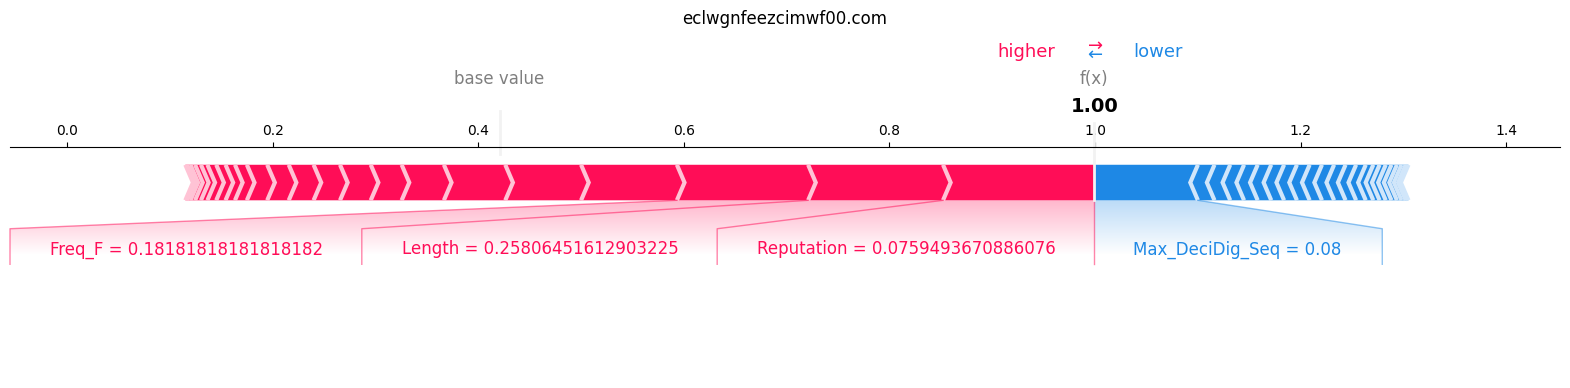 eclwgnfeezcimwf00.com
higher → ← lower
base value f(x)
1.00
0.0 0.2 0.4 0.6 0.8 1.0 1.2 1.4
Freq_F = 0.18181818181818182 Length = 0.25806451612903225 Reputation = 0.0759493670886076 Max_DeciDig_Seq = 0.08